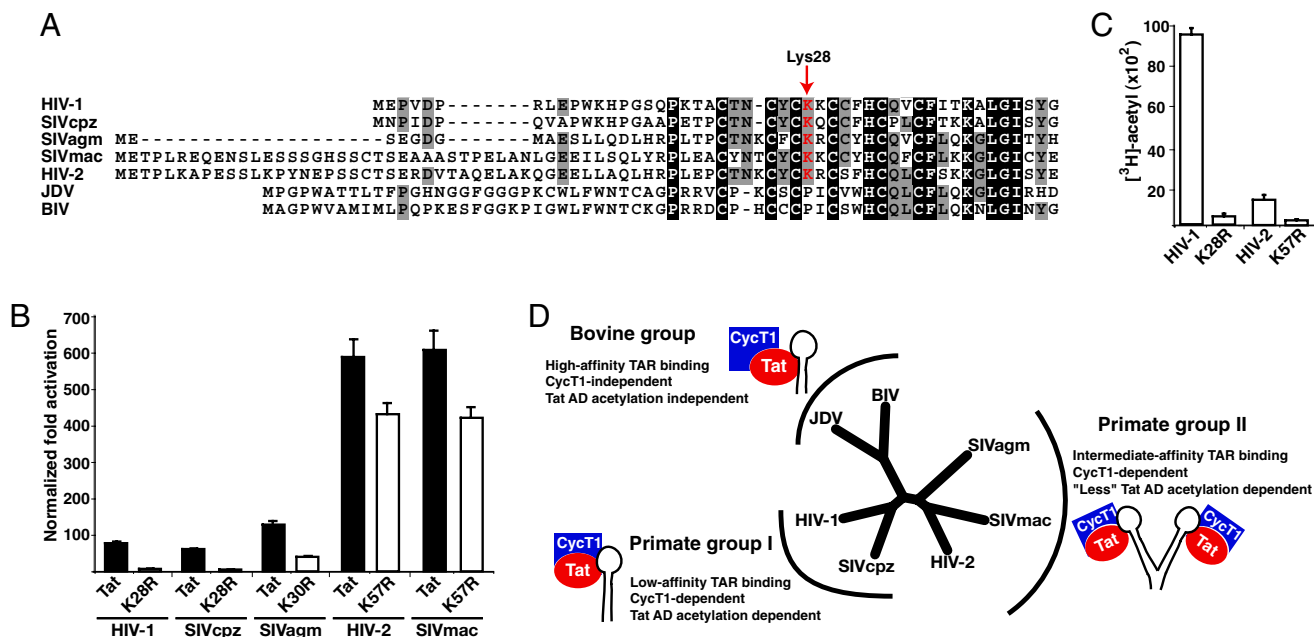 A
Lys28
HIV-1 MEPVDP-------RLEPWKHPGSQPKTACTN-CYCKKCCFHCQVCFITKALGISYG
SIVcpz MNPIDP-------QVAPWKHPGAAPETPCTN-CYCKQCCFHCPLCFTKKALGISYG
SIVagm ME----------------SEGDG----MAESLLQDLHRPLTPCTNKCFCKRCCYHCQVCFLQKGLGITYH
SIVmac METPLREQENSLESSSGHSSCTSEAAASTPELANLGEEILSQLYRPLEACYNTCYCKKCCYHCQFCFLKKGLGICYE
HIV-2 METPLKAPESSLKPYNEPSSCTSERDVTAQELAKQGEELLAQLHRPLEPCTNKCYCKRCSFHCQLCFSKKGLGISYE
JDV MPGPWVATTLTFPGHNGGFGGGPKCWLFWNTCAGPRRVCP-KCSCPICVWHCQLCFLQKGLGIRHD
BIV MAGPWVAMIMLPQPKESFGGKPIGWLFWNTCKGPRRDCP-HCCCPICSWHCQLCFLQKNLGINYG
B
Normalized fold activation
700
600
500
400
300
200
100
Tat K28R Tat K28R Tat K30R Tat K57R Tat K57R
HIV-1 SIVcpz SIVagm HIV-2 SIVmac
C
[³H]-acetyl (x10²)
100
80
60
40
20
HIV-1 K28R HIV-2 K57R
D
Bovine group
High-affinity TAR binding
CycT1-independent
Tat AD acetylation independent
CycT1
Tat
JDV
BIV
SIVagm
SIVmac
HIV-2
SIVcpz
HIV-1
CycT1
Tat
Primate group I
Low-affinity TAR binding
CycT1-dependent
Tat AD acetylation dependent
Primate group II
Intermediate-affinity TAR binding
CycT1-dependent
"Less" Tat AD acetylation dependent
CycT1
Tat
CycT1
Tat